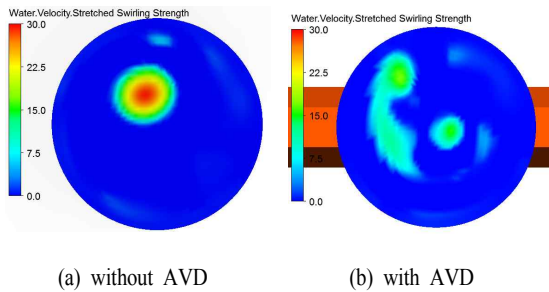 Water.Velocity.Stretched Swirling Strength
30.0
22.5
15.0
7.5
0.0
Water.Velocity.Stretched Swirling Strength
30.0
22.5
15.0
7.5
0.0
(a) without AVD
(b) with AVD